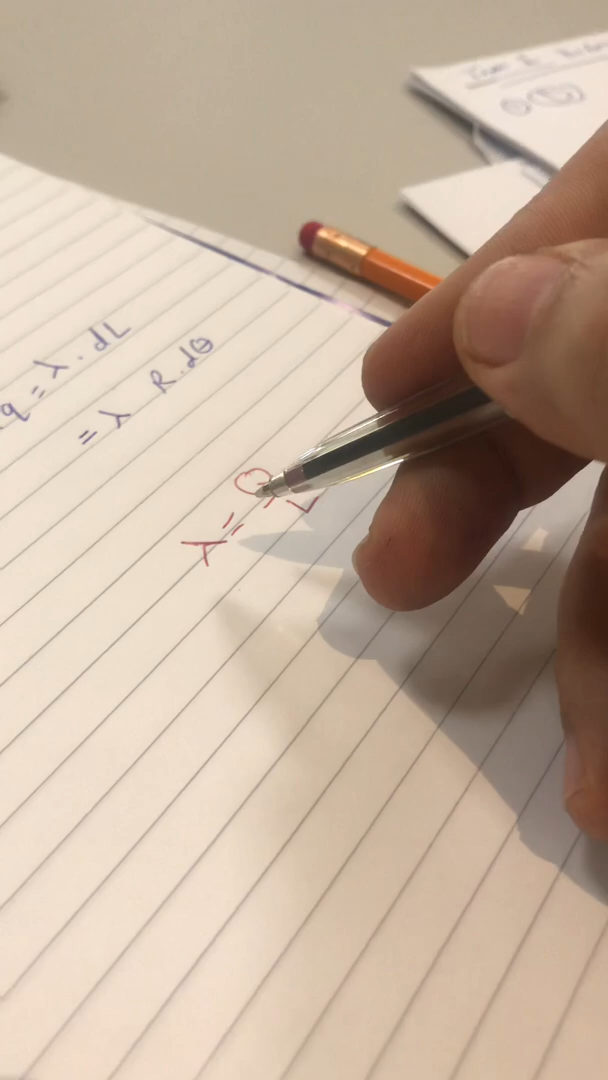 q = λ . dL
= λ R . dθ
λ = Q
L